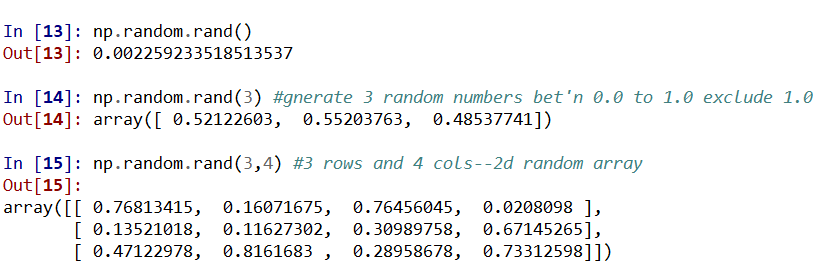 In [13]: np.random.rand()
Out[13]: 0.002259233518513537
In [14]: np.random.rand(3) #gnerate 3 random numbers bet'n 0.0 to 1.0 exclude 1.0
Out[14]: array([ 0.52122603,  0.55203763,  0.48537741])
In [15]: np.random.rand(3,4) #3 rows and 4 cols--2d random array
Out[15]:
array([[ 0.76813415,  0.16071675,  0.76456045,  0.0208098 ],
       [ 0.13521018,  0.11627302,  0.30989758,  0.67145265],
       [ 0.47122978,  0.8161683 ,  0.28958678,  0.73312598]])